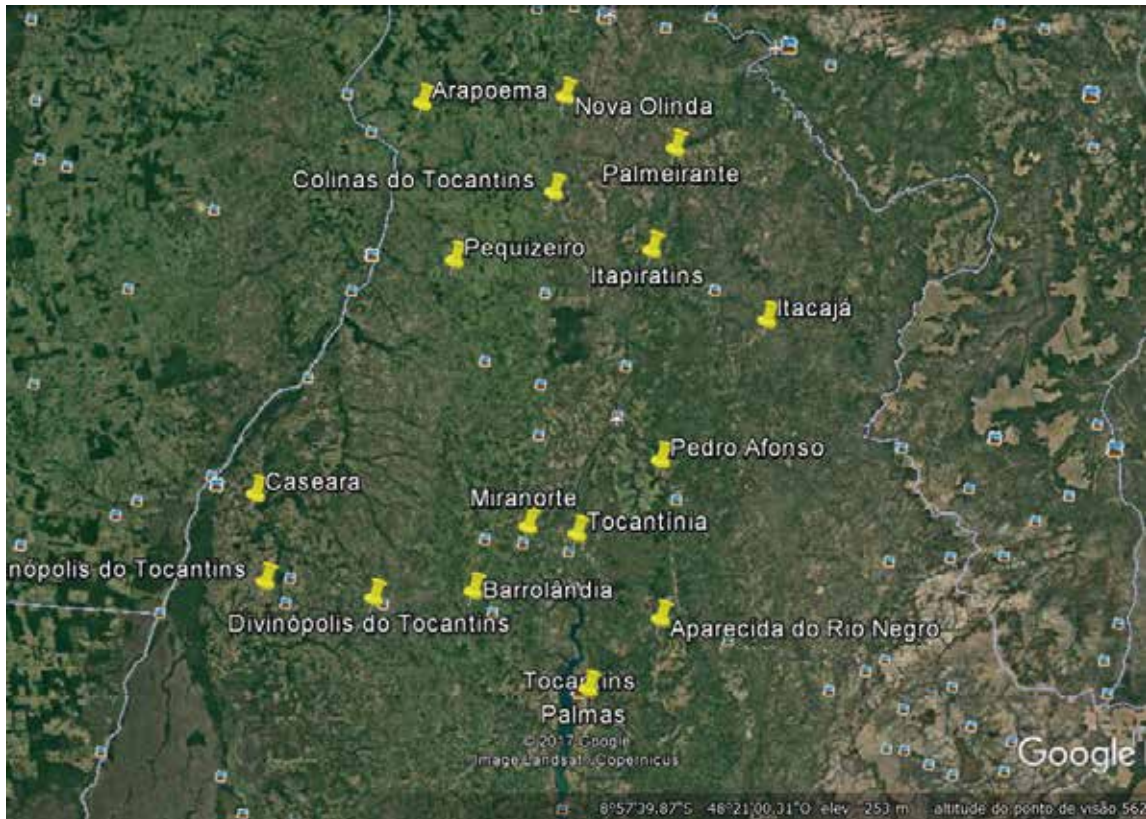 Arapoema
Nova Olinda
Palmeirante
Colinas do Tocantins
Pequizeiro
Itapiratins
Itacajá
Pedro Afonso
Caseara
Miranorte
Tocantínia
nópolis do Tocantins
Barrolândia
Divinópolis do Tocantins
Aparecida do Rio Negro
Tocantins
Palmas
© 2017 Google
Image Landsat / Copernicus
Google
8°57'39.87"S 48°21'00.31"O elev 253 m altitude do ponto de visão 562